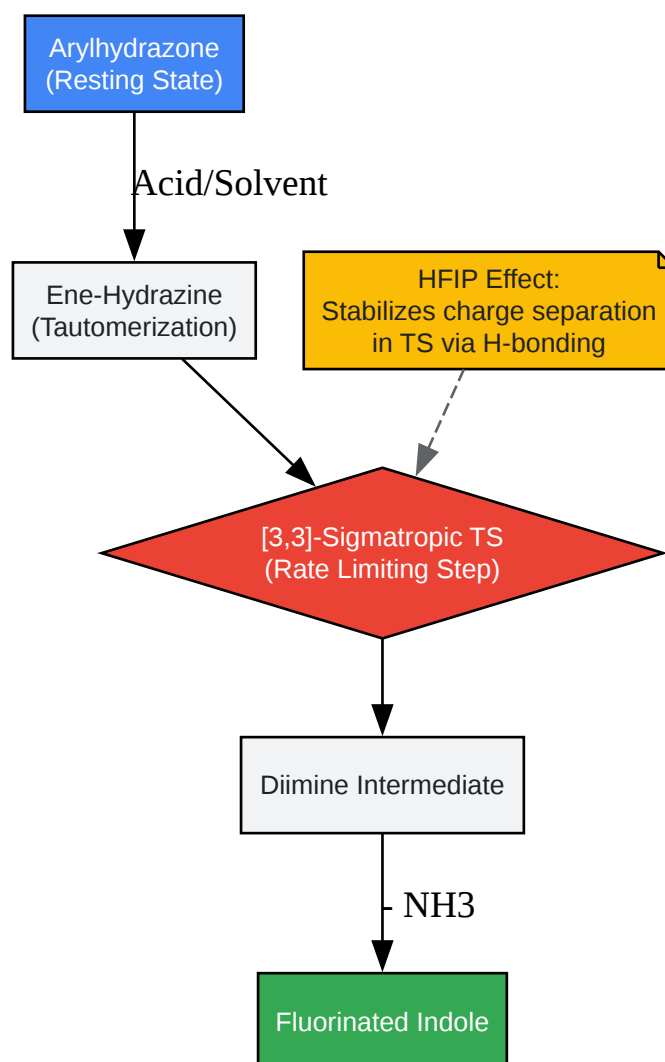 Arylhydrazone
(Resting State)
Acid/Solvent
Ene-Hydrazine
(Tautomerization)
HFIP Effect:
Stabilizes charge separation
in TS via H-bonding
[3,3]-Sigmatropic TS
(Rate Limiting Step)
Diimine Intermediate
- NH3
Fluorinated Indole